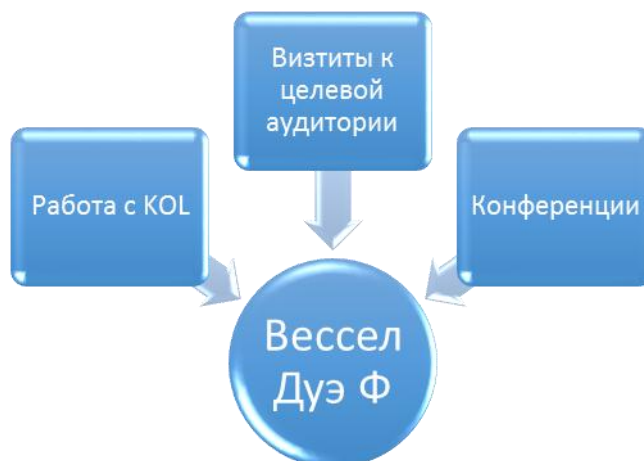 Визтиты к
целевой
аудитории
Работа с KOL
Конференции
Вессел
Дуэ Ф